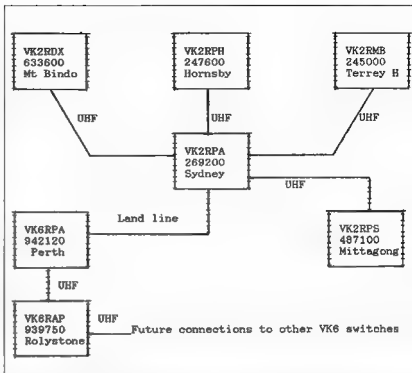 VK2RDX
633600
Mt Bindo
VK2RPH
247600
Hornsby
VK2RMB
245000
Terrey H
UHF
UHF
UHF
VK2RPA
269200
Sydney
UHF
Land line
VK6RPA
942120
Perth
VK2RPS
487100
Mittagong
UHF
VK6RAP
939750
Rolystone
UHF
Future connections to other VK6 switches